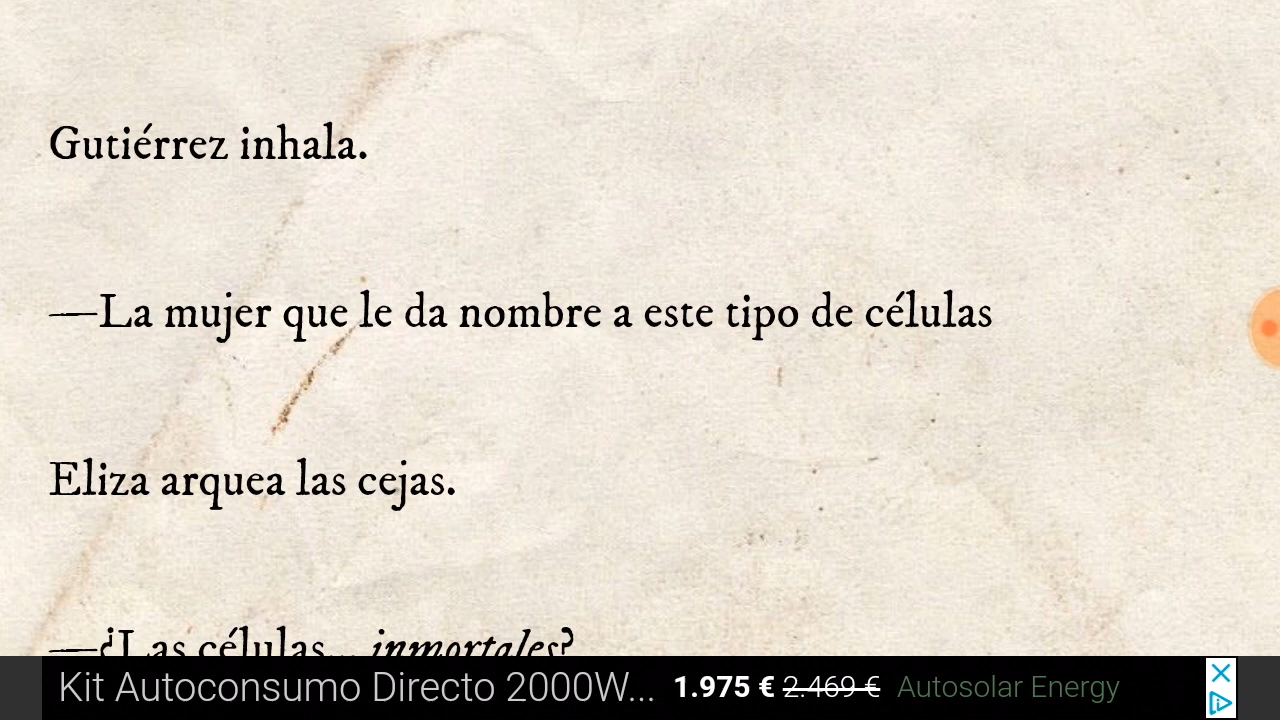 Gutiérrez inhala.
—La mujer que le da nombre a este tipo de células
Eliza arquea las cejas.
—¿Las células... inmortales?
Kit Autoconsumo Directo 2000W... 1.975 € 2.469 € Autosolar Energy